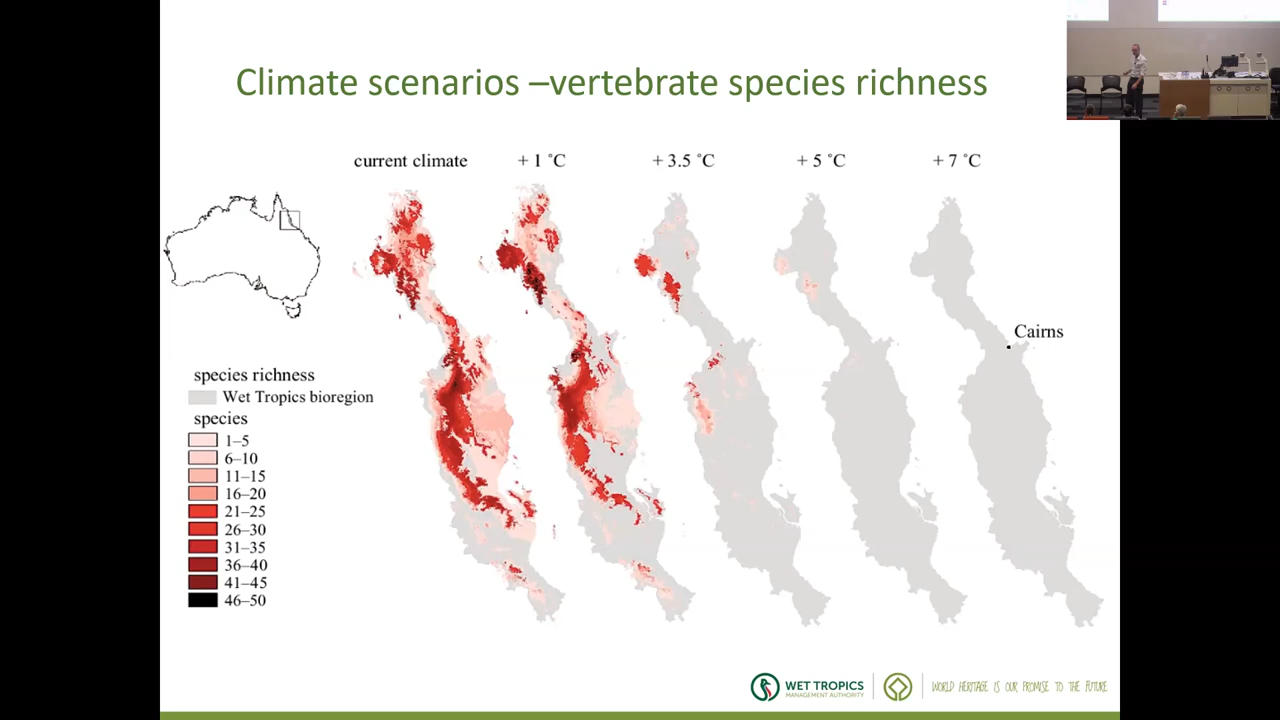 Climate scenarios –vertebrate species richness
current climate
+ 1 ˚C
+ 3.5 ˚C
+ 5 ˚C
+ 7 ˚C
Cairns
species richness
Wet Tropics bioregion
species
1–5
6–10
11–15
16–20
21–25
26–30
31–35
36–40
41–45
46–50
WET TROPICS
MANAGEMENT AUTHORITY
WORLD HERITAGE IS OUR PROMISE TO THE FUTURE